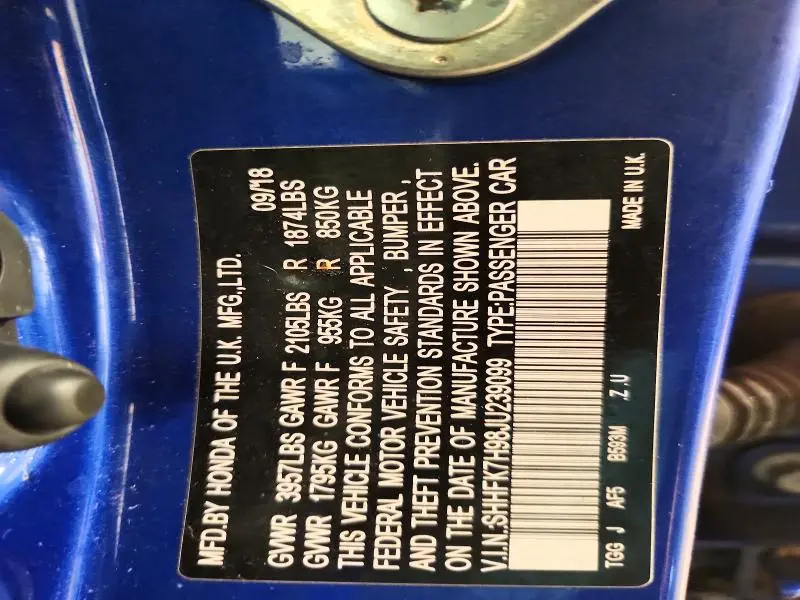 MFD.BY HONDA OF THE U.K. MFG.,LTD. 09/18
GVWR 3957LBS GAWR F 2105LBS R 1874LBS
GVWR 1795KG GAWR F 955KG R 850KG
THIS VEHICLE CONFORMS TO ALL APPLICABLE
FEDERAL MOTOR VEHICLE SAFETY , BUMPER ,
AND THEFT PREVENTION STANDARDS IN EFFECT
ON THE DATE OF MANUFACTURE SHOWN ABOVE.
V.I.N.:SHHFK7H98JU239099 TYPE:PASSENGER CAR
TGG J AF5 B593M .Z .U MADE IN U.K.